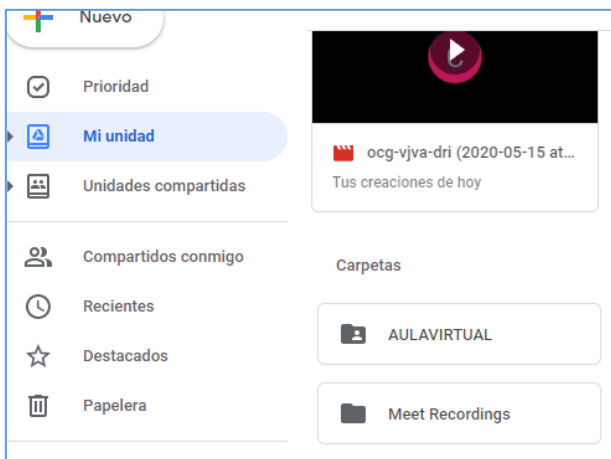 Nuevo
Prioridad
Mi unidad
Unidades compartidas
Compartidos conmigo
Recientes
Destacados
Papelera
ocg-vjva-dri (2020-05-15 at...
Tus creaciones de hoy
Carpetas
AULAVIRTUAL
Meet Recordings